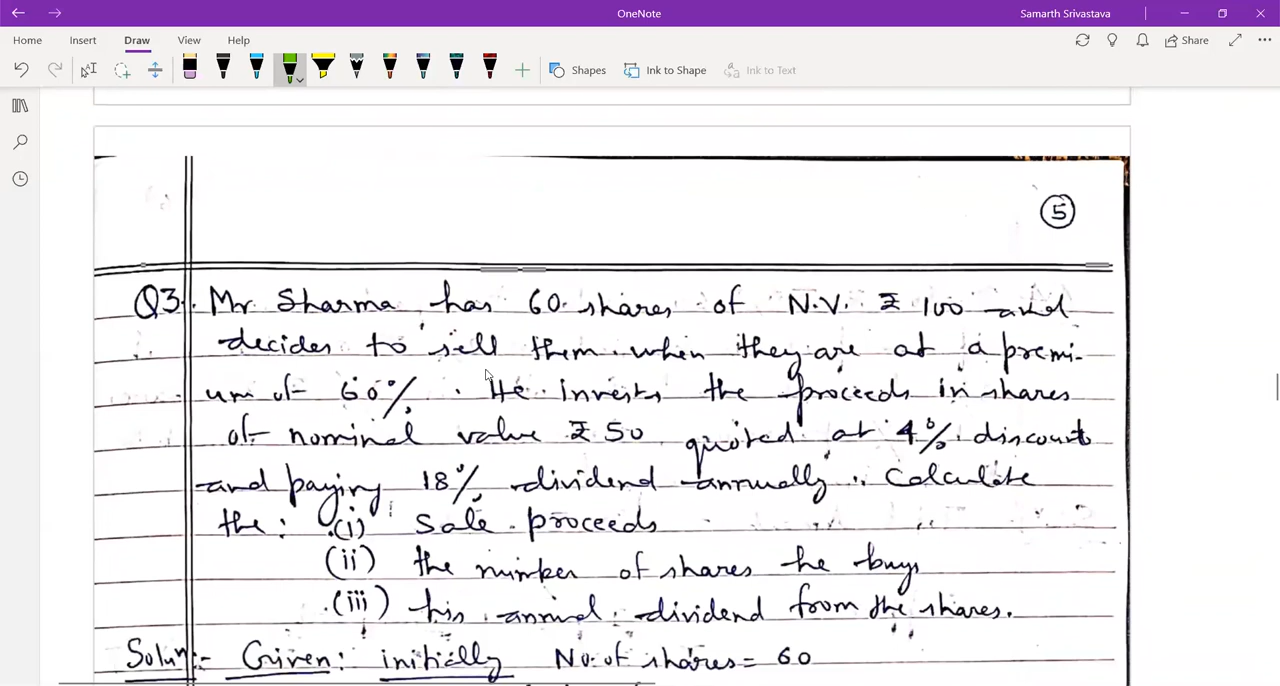 OneNote
Samarth Srivastava
Home Insert Draw View Help
Share
Shapes Ink to Shape Ink to Text
5
Q3. Mr Sharma has 60 shares of N.V. ₹ 100 and
decides to sell them when they are at a premi-
um of 60%. He invests the proceeds in shares
of nominal value ₹ 50 quoted at 4% discount
and paying 18% dividend annually. Calculate
the: (i) Sale proceeds
(ii) the number of shares he buys
(iii) his annual dividend from the shares.
Solun:- Given: initially No. of shares = 60